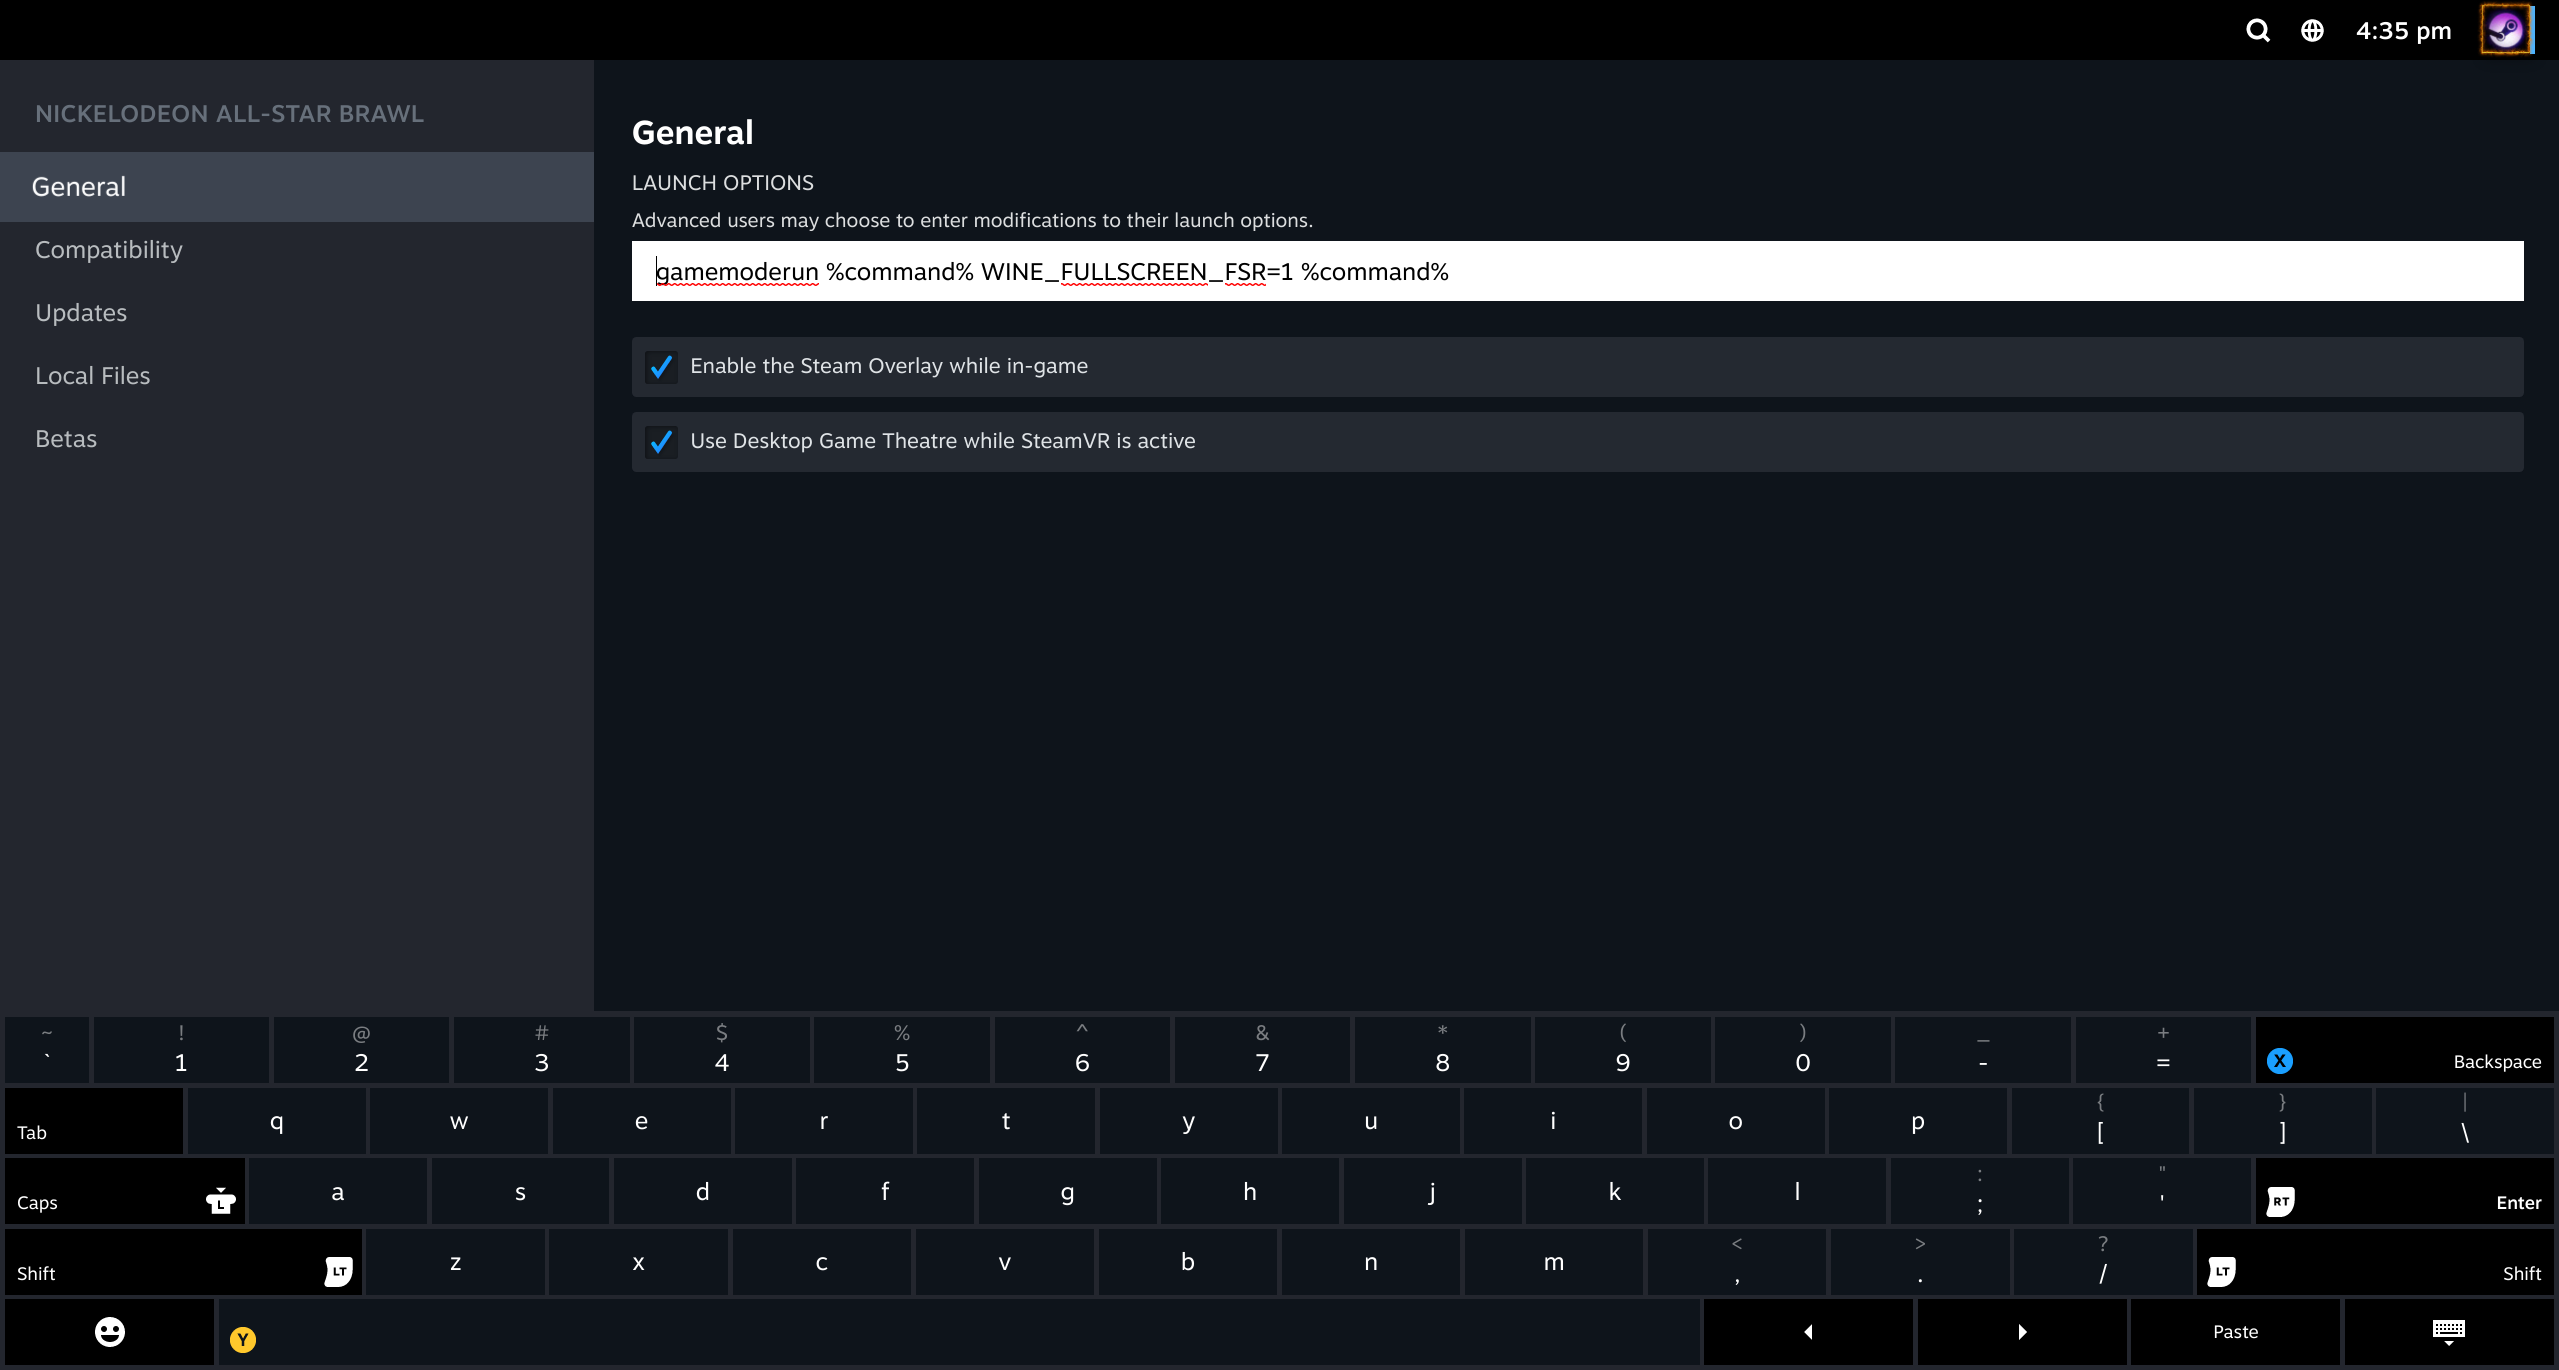 4:35 pm
NICKELODEON ALL-STAR BRAWL
General
Compatibility
Updates
Local Files
Betas
General
LAUNCH OPTIONS
Advanced users may choose to enter modifications to their launch options.
gamemoderun %command% WINE_FULLSCREEN_FSR=1 %command%
Enable the Steam Overlay while in-game
Use Desktop Game Theatre while SteamVR is active
~ ! @ # $ % ^ & * ( ) _ +
` 1 2 3 4 5 6 7 8 9 0 - = X Backspace
{ } |
Tab q w e r t y u i o p [ ] \
: "
Caps L a s d f g h j k l ; ' RT Enter
< > ?
Shift LT z x c v b n m , . / LT Shift
Y Paste